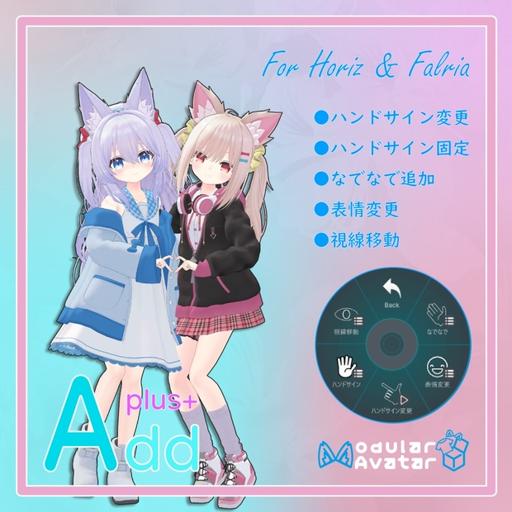 For Horiz & Falria
●ハンドサイン変更
●ハンドサイン固定
●なでなで追加
●表情変更
●視線移動
Back
視線移動
なでなで
ハンドサイン
表情変更
ハンドサイン変更
plus+
Add
Modular
Avatar